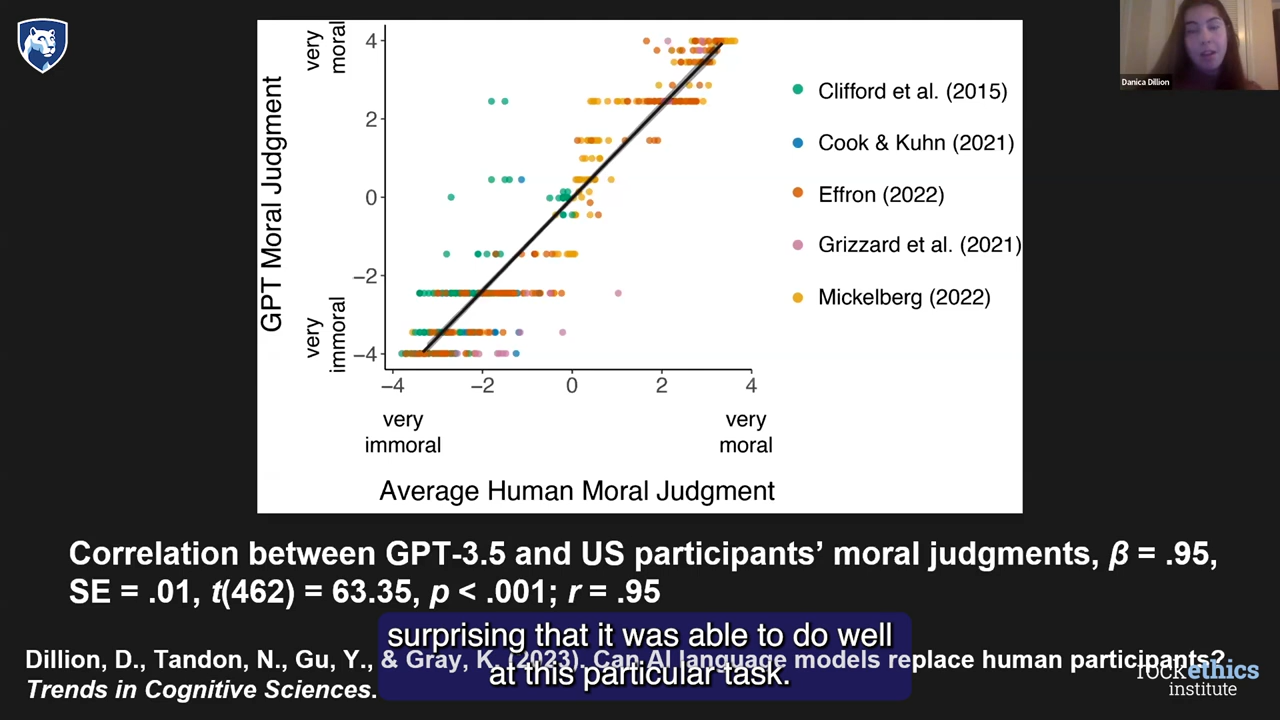 very moral
GPT Moral Judgment
very immoral
4
2
0
−2
−4
−4 −2 0 2 4
very immoral
very moral
Average Human Moral Judgment
Clifford et al. (2015)
Cook & Kuhn (2021)
Effron (2022)
Grizzard et al. (2021)
Mickelberg (2022)
Danica Dillion
Correlation between GPT-3.5 and US participants’ moral judgments, β = .95,
SE = .01, t(462) = 63.35, p < .001; r = .95
surprising that it was able to do well
at this particular task.
Dillion, D., Tandon, N., Gu, Y., & Gray, K. (2023). Can AI language models replace human participants?
Trends in Cognitive Sciences.
rockethics
institute